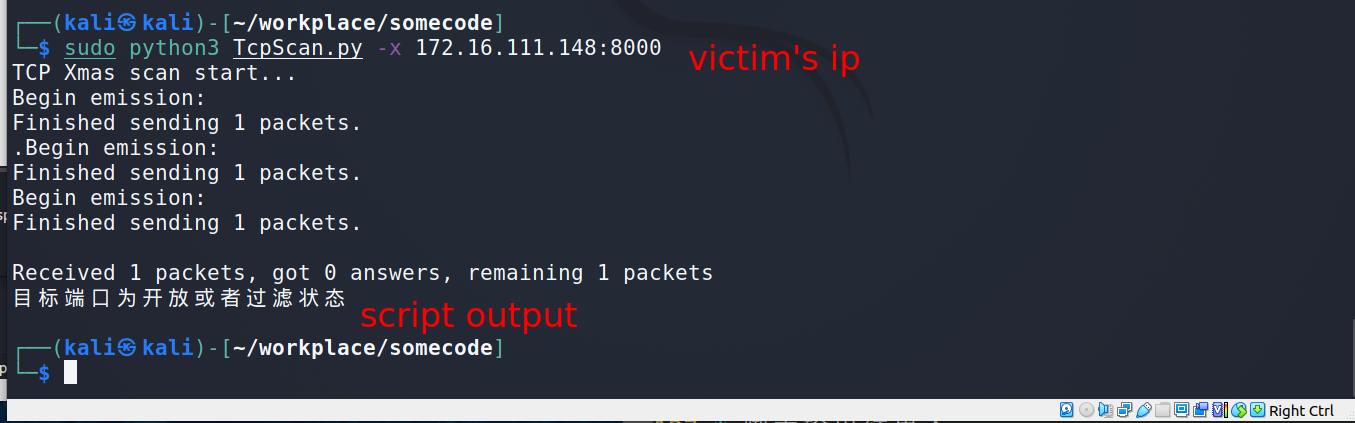 ┌──(kali㉿kali)-[~/workplace/somecode]
└─$ sudo python3 TcpScan.py -x 172.16.111.148:8000
victim's ip
TCP Xmas scan start...
Begin emission:
Finished sending 1 packets.
.Begin emission:
Finished sending 1 packets.
Begin emission:
Finished sending 1 packets.
Received 1 packets, got 0 answers, remaining 1 packets
目标端口为开放或者过滤状态
script output
┌──(kali㉿kali)-[~/workplace/somecode]
└─$
Right Ctrl